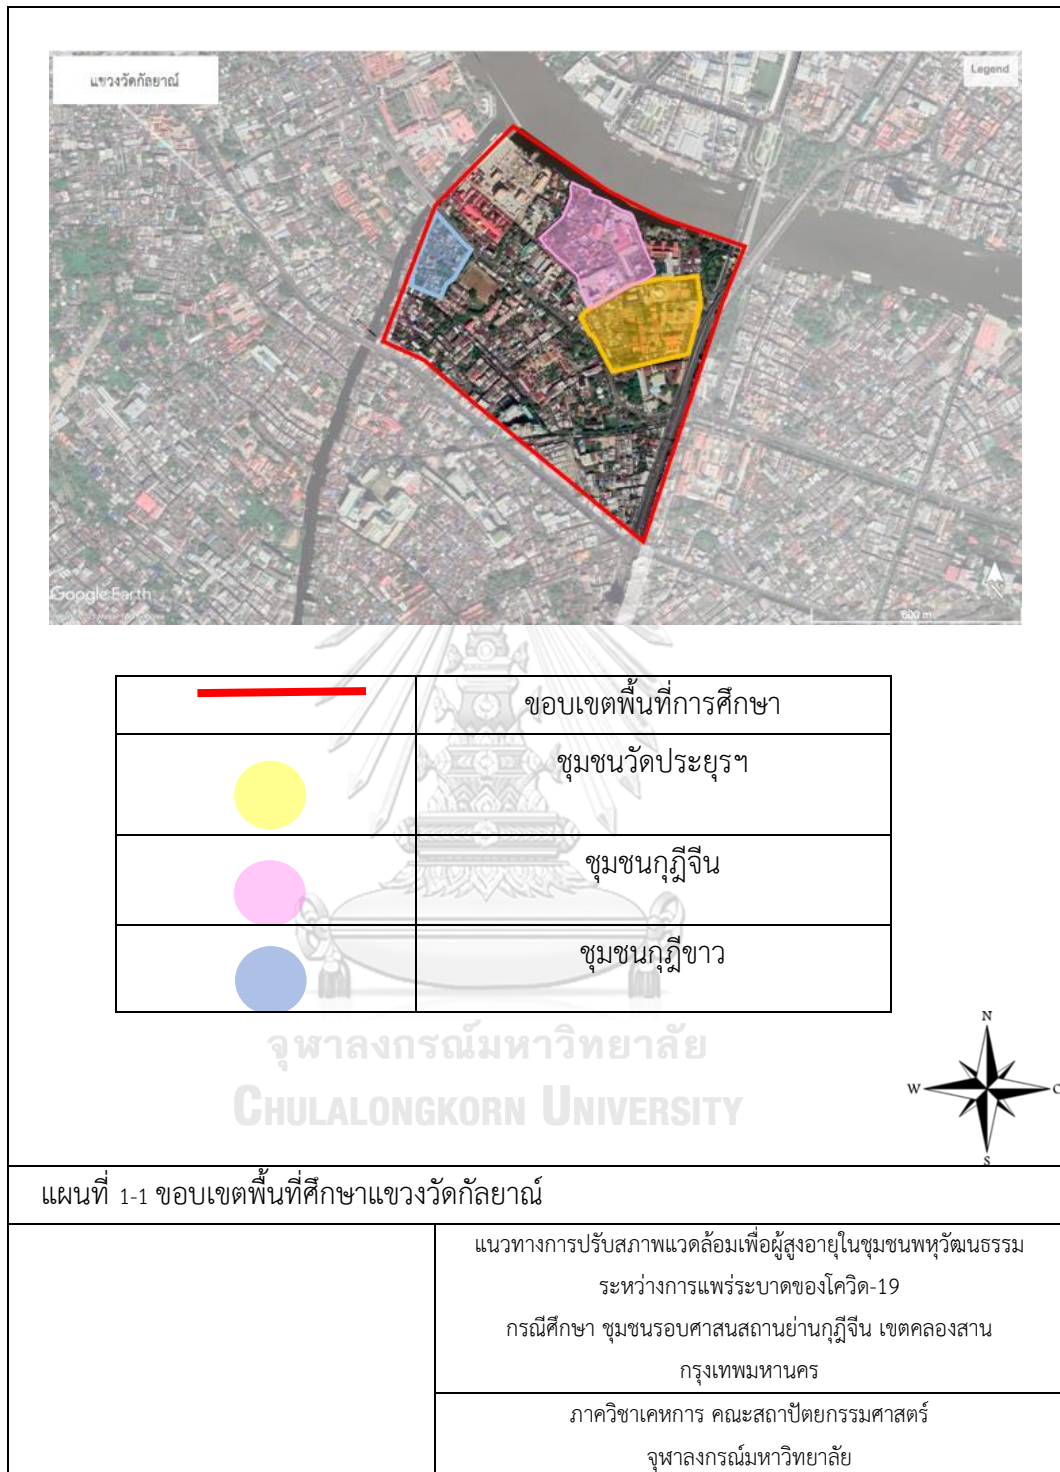 แขวงวัดกัลยาณ์
Legend
Google Earth
600 m
ขอบเขตพื้นที่การศึกษา
ชุมชนวัดประยุรฯ
ชุมชนกุฎีจีน
ชุมชนกุฎีขาว
จุฬาลงกรณ์มหาวิทยาลัย
CHULALONGKORN UNIVERSITY
N
W
S
แผนที่ 1-1 ขอบเขตพื้นที่ศึกษาแขวงวัดกัลยาณ์
แนวทางการปรับสภาพแวดล้อมเพื่อผู้สูงอายุในชุมชนพหุวัฒนธรรม
ระหว่างการแพร่ระบาดของโควิด-19
กรณีศึกษา ชุมชนรอบศาสนสถานย่านกุฎีจีน เขตคลองสาน
กรุงเทพมหานคร
ภาควิชาเคหการ คณะสถาปัตยกรรมศาสตร์
จุฬาลงกรณ์มหาวิทยาลัย